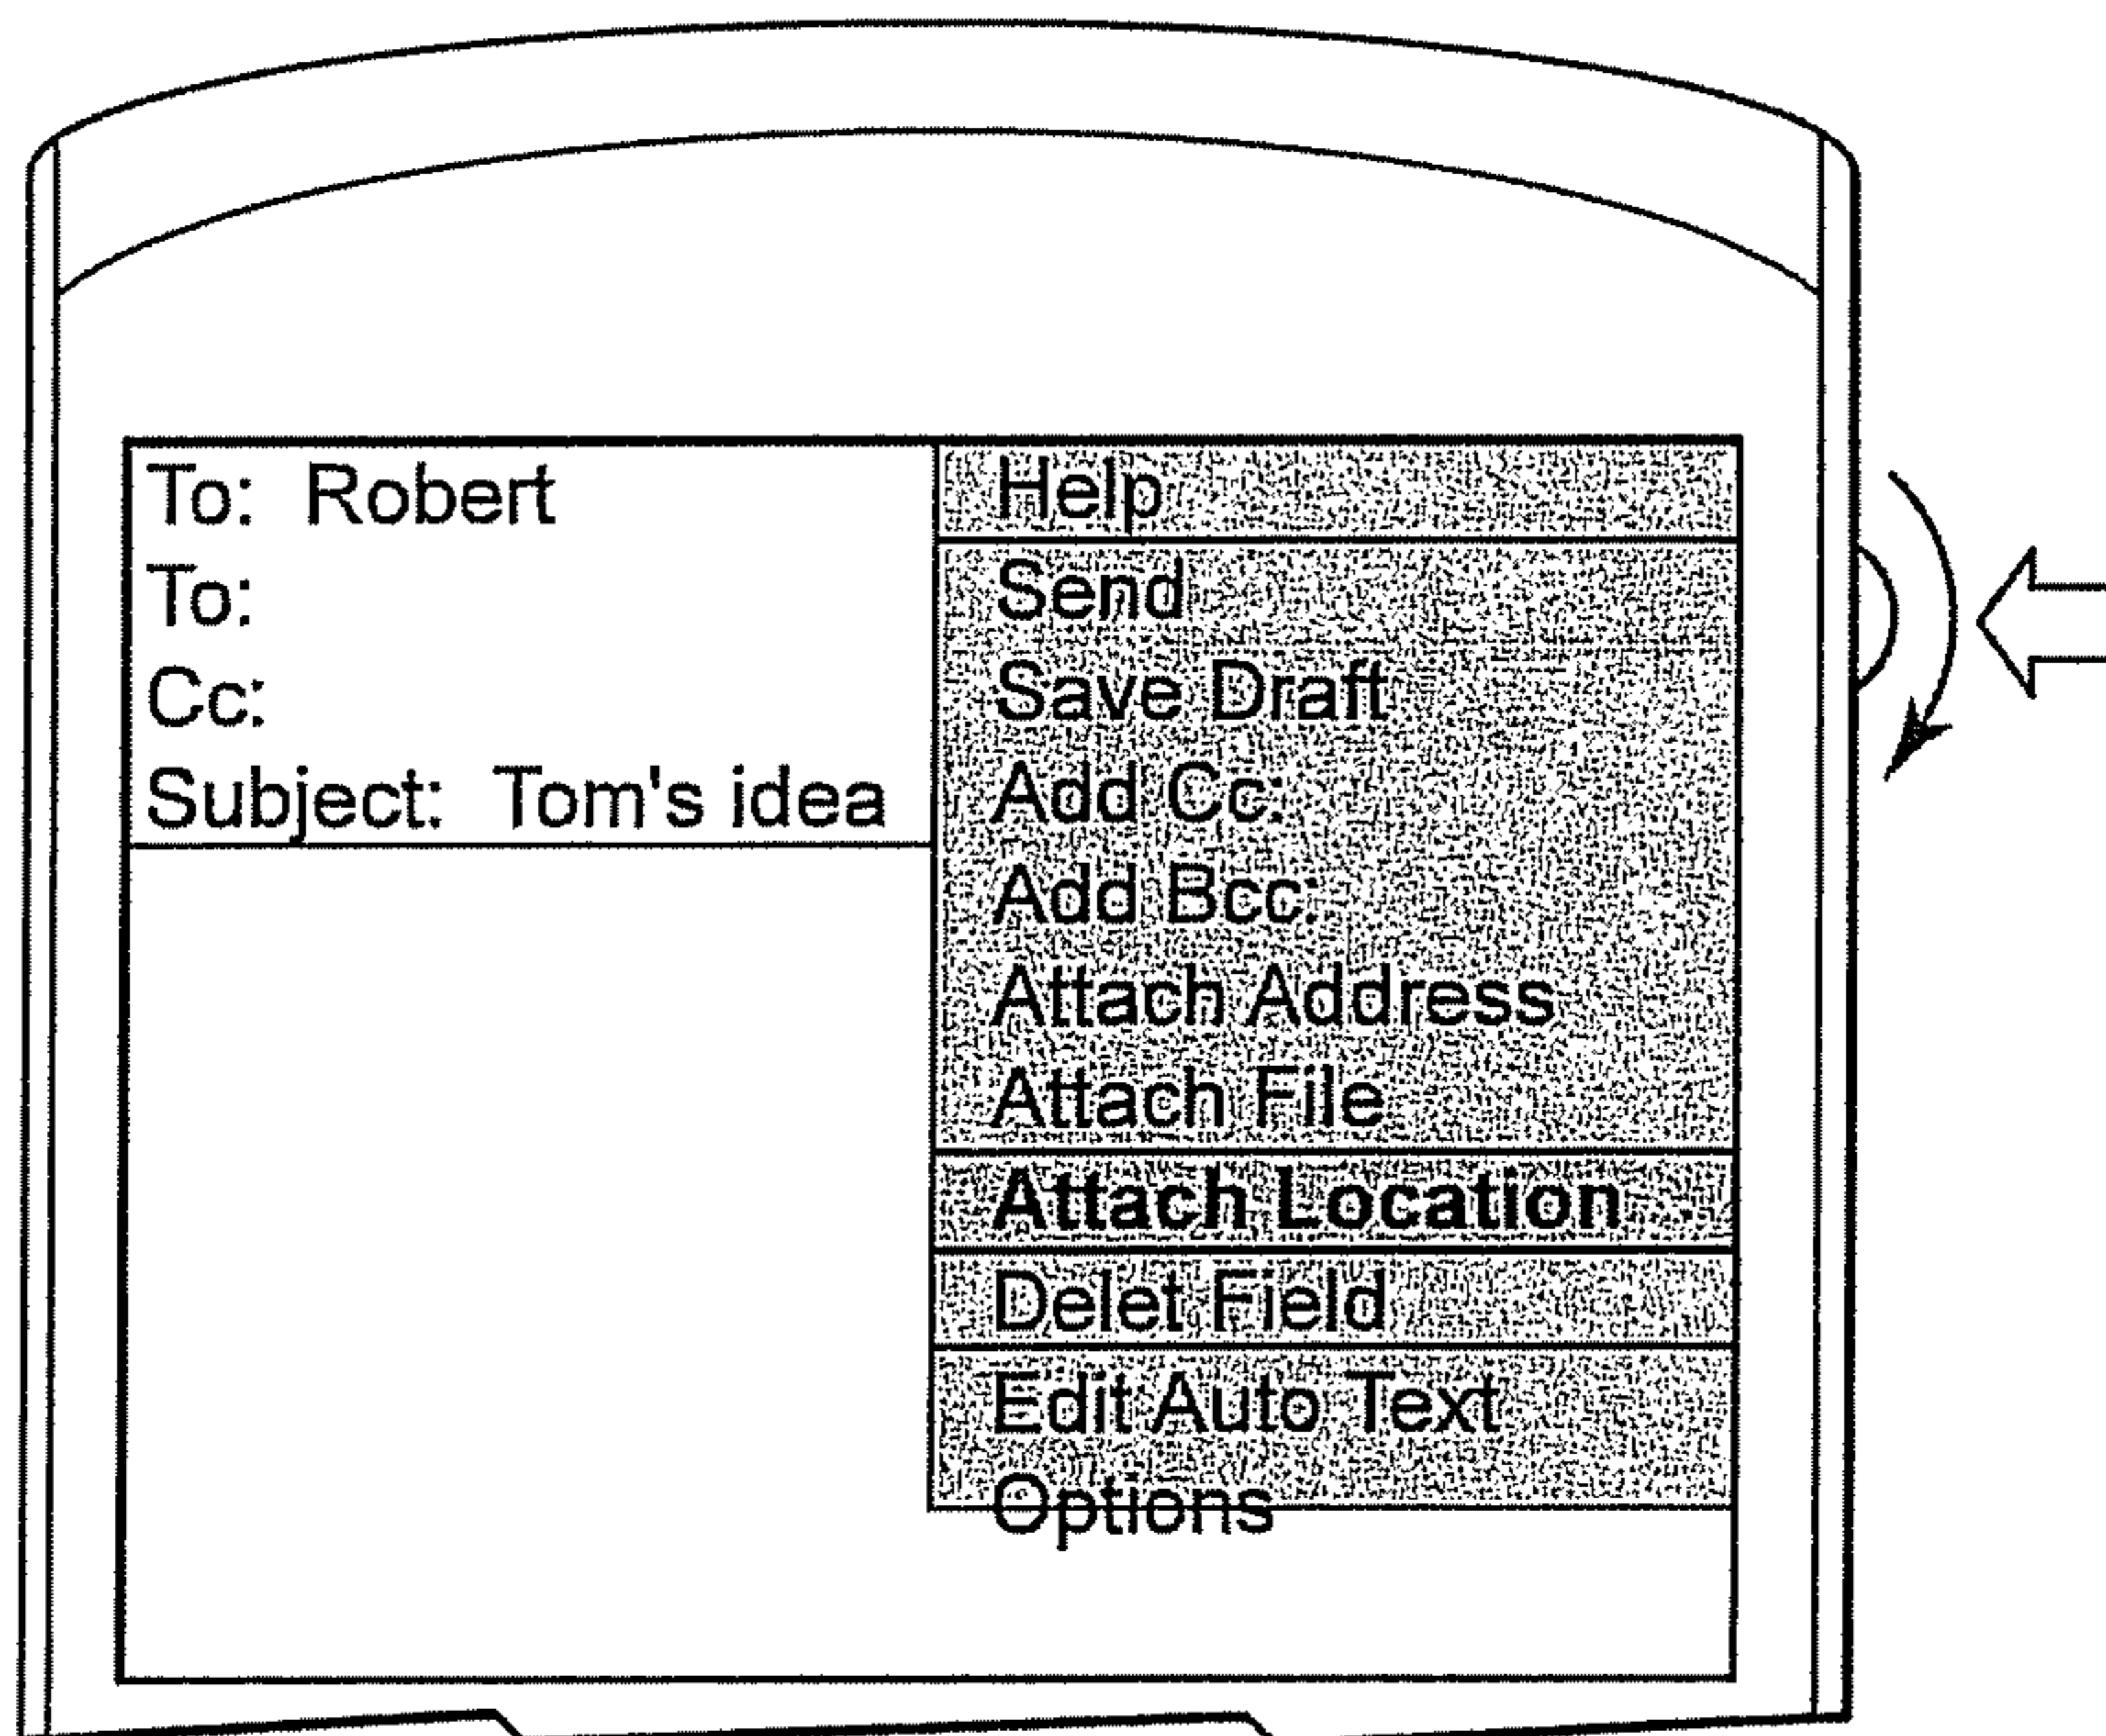 To: Robert
To:
Cc:
Subject: Tom's idea
Help
Send
Save Draft
Add Cc:
Add Bcc:
Attach Address
Attach File
Attach Location
Delet Field
Edit Auto Text
Options